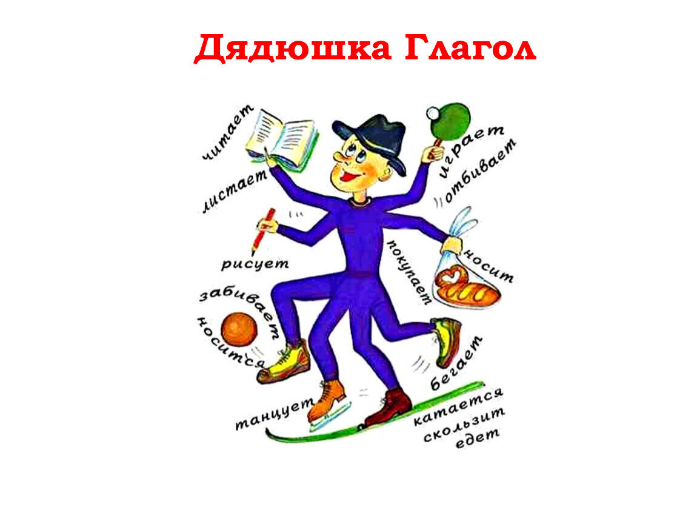 Дядюшка Глагол
читает
листает
рисует
забивает
носится
танцует
играет
отбивает
покупает
носит
бегает
катается
скользит
едет